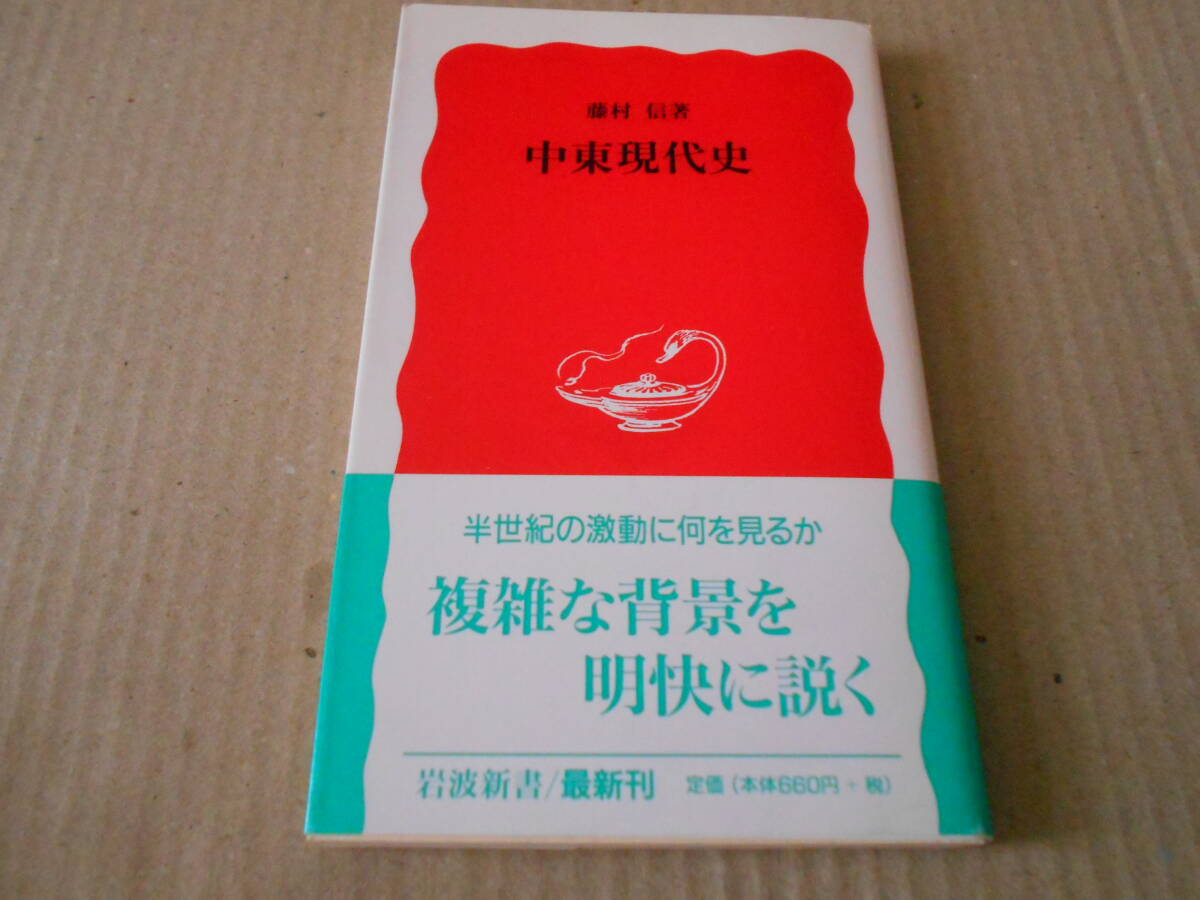 藤村 信著
中東現代史
半世紀の激動に何を見るか
複雑な背景を
明快に説く
岩波新書/最新刊 定価(本体660円+税)